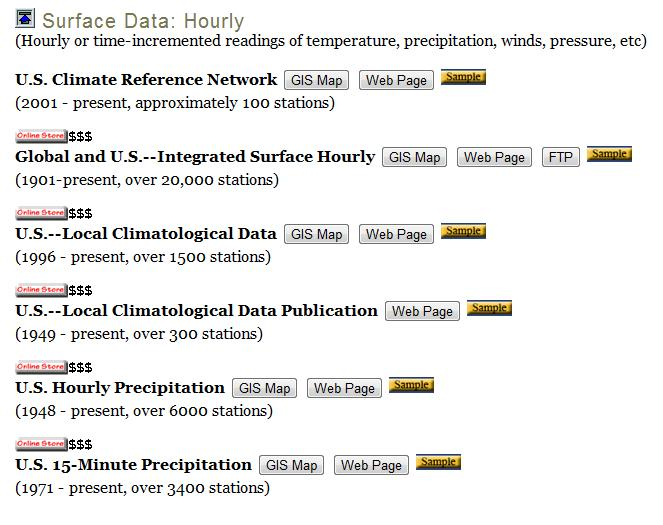 Surface Data: Hourly
(Hourly or time-incremented readings of temperature, precipitation, winds, pressure, etc)
U.S. Climate Reference Network GIS Map Web Page Sample
(2001 - present, approximately 100 stations)
Online Store $$$
Global and U.S.--Integrated Surface Hourly GIS Map Web Page FTP Sample
(1901-present, over 20,000 stations)
Online Store $$$
U.S.--Local Climatological Data GIS Map Web Page Sample
(1996 - present, over 1500 stations)
Online Store $$$
U.S.--Local Climatological Data Publication Web Page Sample
(1949 - present, over 300 stations)
Online Store $$$
U.S. Hourly Precipitation GIS Map Web Page Sample
(1948 - present, over 6000 stations)
Online Store $$$
U.S. 15-Minute Precipitation GIS Map Web Page Sample
(1971 - present, over 3400 stations)